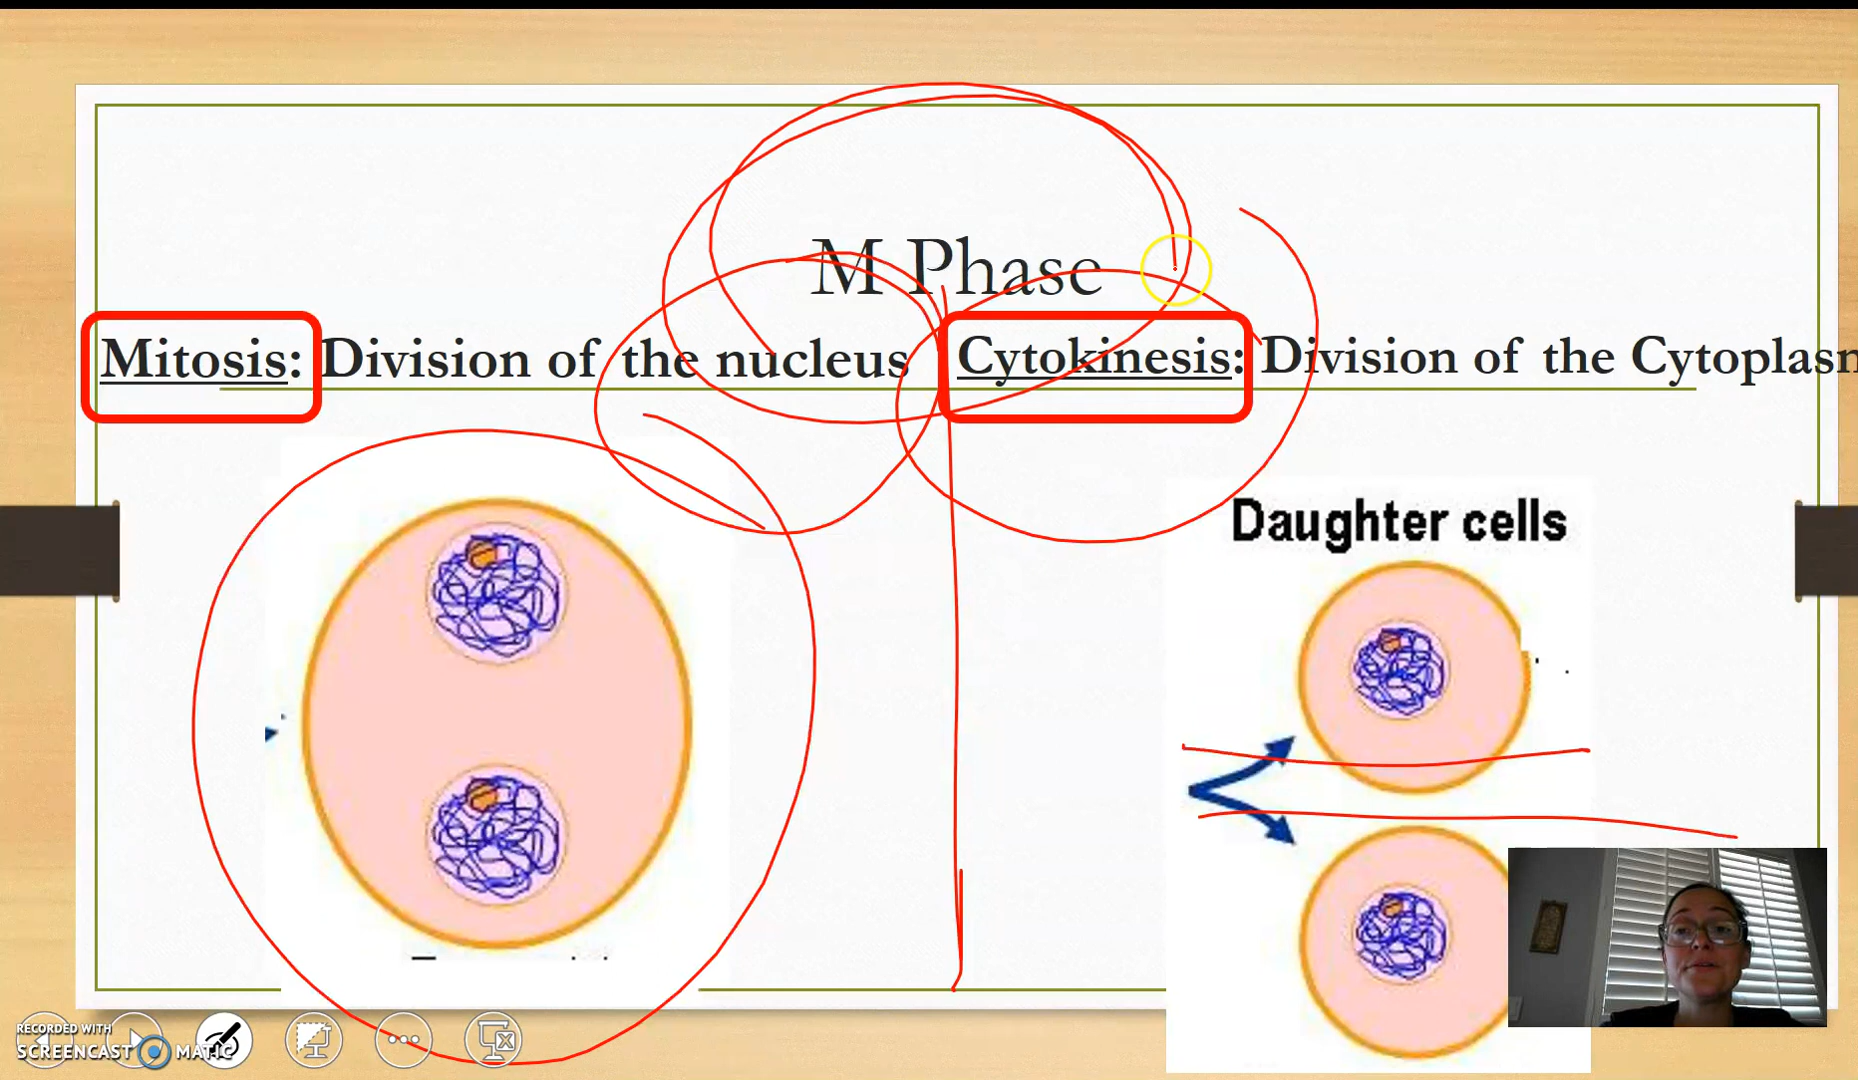 M Phase
Mitosis: Division of the nucleus
Cytokinesis: Division of the Cytoplasm
Daughter cells
RECORDED WITH
SCREENCAST MATIC